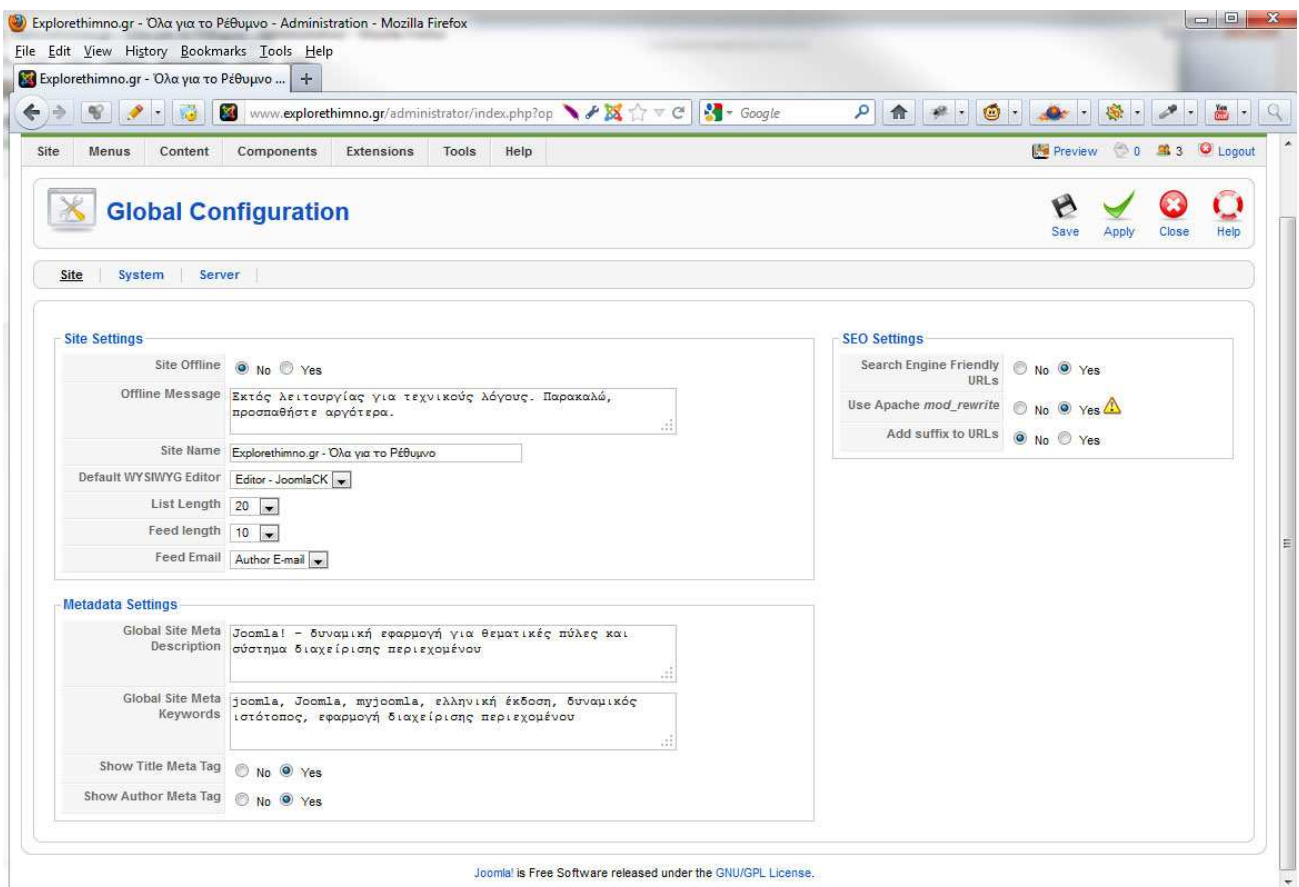 Explorethimno.gr - Όλα για το Ρέθυμνο - Administration - Mozilla Firefox
File Edit View History Bookmarks Tools Help
Explorethimno.gr - Όλα για το Ρέθυμνο ...
www.explorethimno.gr/administrator/index.php?op
Google
Site Menus Content Components Extensions Tools Help Preview 0 3 Logout
Global Configuration
Save Apply Close Help
Site System Server
Site Settings
Site Offline No Yes
Offline Message Εκτός λειτουργίας για τεχνικούς λόγους. Παρακαλώ,
προσπαθήστε αργότερα.
Site Name Explorethimno.gr - Όλα για το Ρέθυμνο
Default WYSIWYG Editor Editor - JoomlaCK
List Length 20
Feed length 10
Feed Email Author E-mail
SEO Settings
Search Engine Friendly
URLs No Yes
Use Apache mod_rewrite No Yes
Add suffix to URLs No Yes
Metadata Settings
Global Site Meta
Description
Joomla! - δυναμική εφαρμογή για θεματικές πύλες και
σύστημα διαχείρισης περιεχομένου
Global Site Meta
Keywords
joomla, Joomla, myjoomla, ελληνική έκδοση, δυναμικός
ιστότοπος, εφαρμογή διαχείρισης περιεχομένου
Show Title Meta Tag No Yes
Show Author Meta Tag No Yes
Joomla! is Free Software released under the GNU/GPL License.